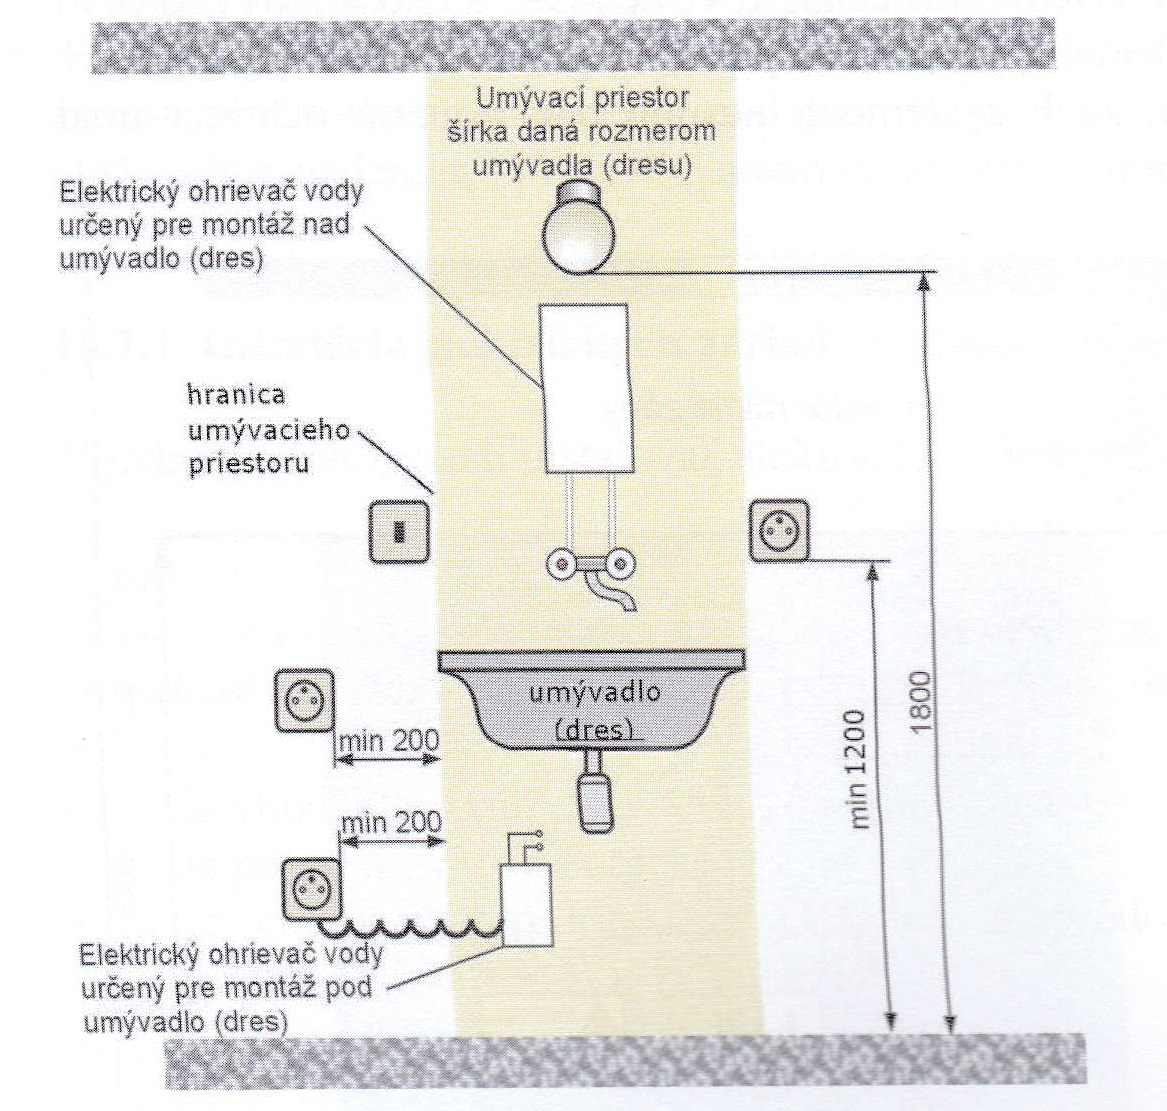 Umývací priestor
šírka daná rozmerom
umývadla (dresu)
Elektrický ohrievač vody
určený pre montáž nad
umývadlo (dres)
hranica
umývacieho
priestoru
umývadlo
(dres)
min 200
min 200
min 1200
1800
Elektrický ohrievač vody
určený pre montáž pod
umývadlo (dres)